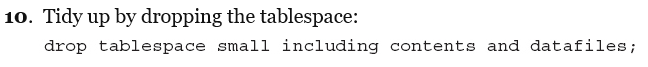 10. Tidy up by dropping the tablespace:
drop tablespace small including contents and datafiles;